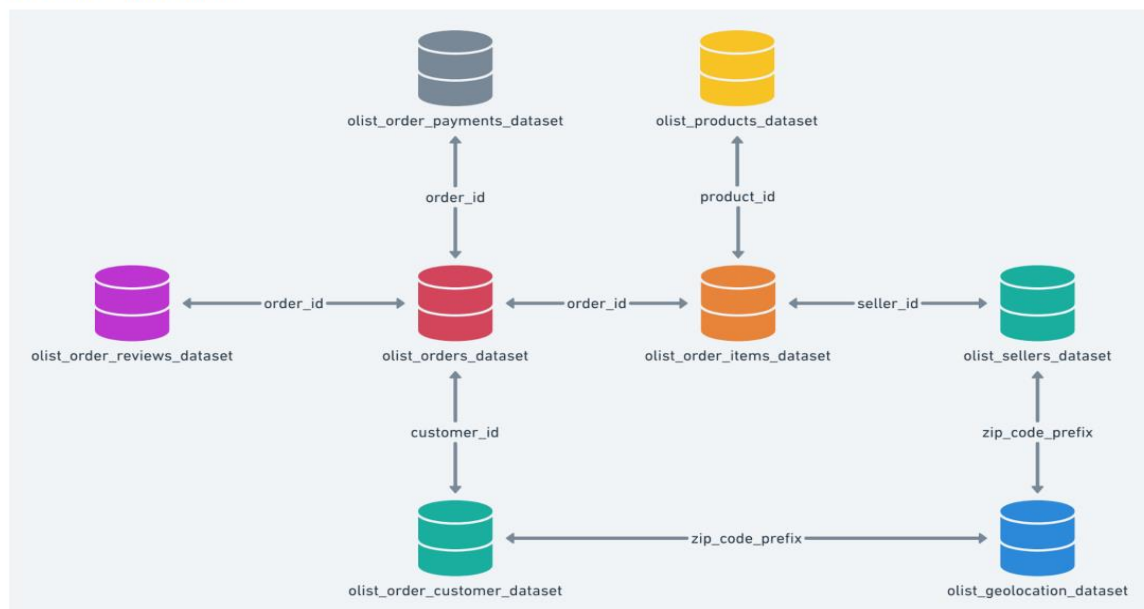 olist_order_payments_dataset
olist_products_dataset
order_id
product_id
order_id
order_id
seller_id
olist_order_reviews_dataset
olist_orders_dataset
olist_order_items_dataset
olist_sellers_dataset
customer_id
zip_code_prefix
zip_code_prefix
olist_order_customer_dataset
olist_geolocation_dataset